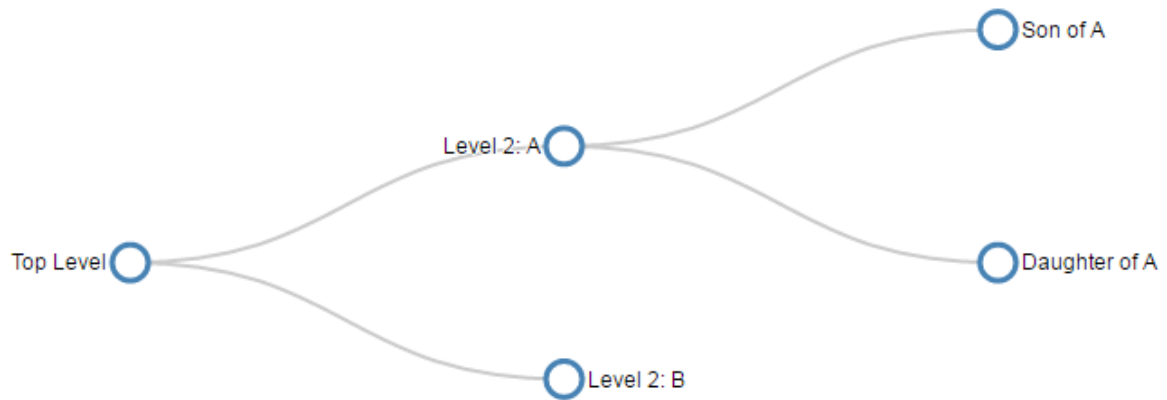 Son of A
Level 2: A
Top Level
Daughter of A
Level 2: B